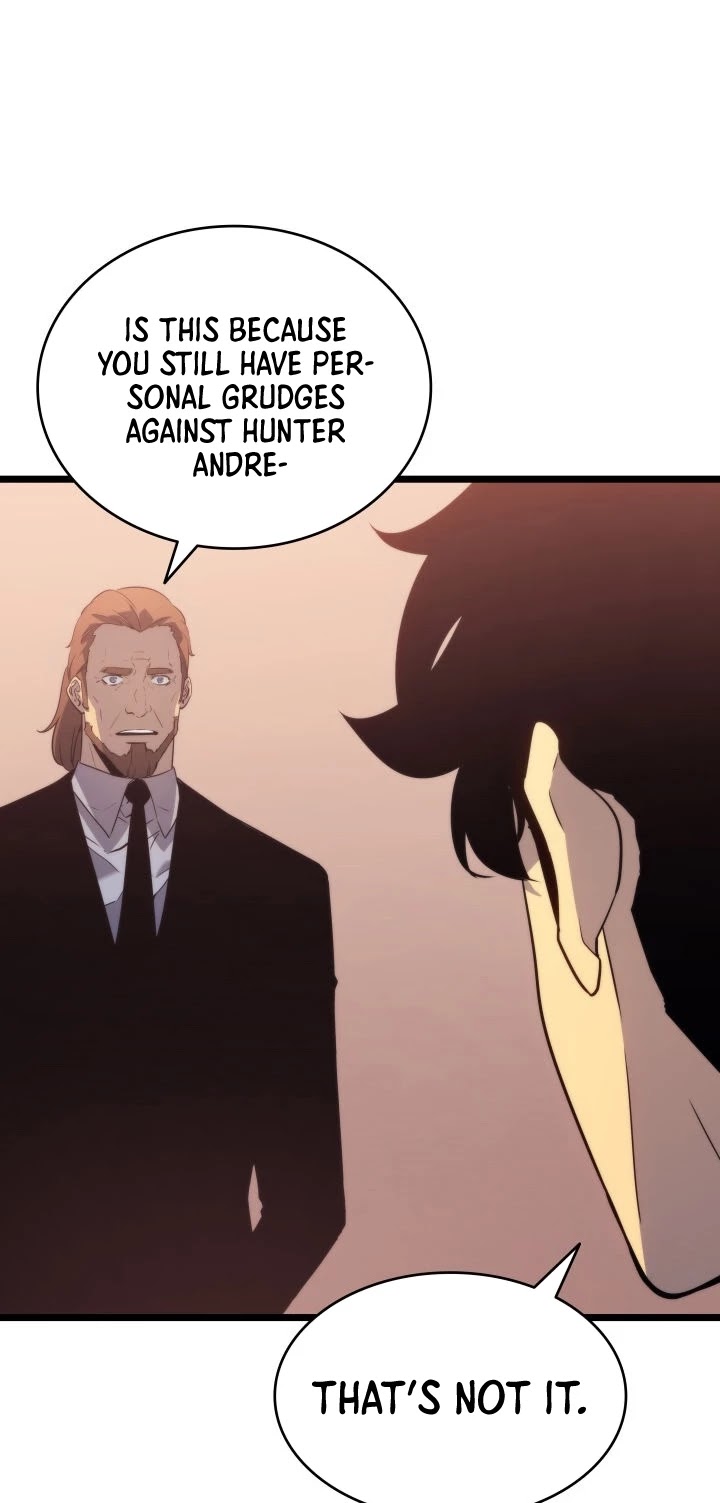 IS THIS BECAUSE
YOU STILL HAVE PER-
SONAL GRUDGES
AGAINST HUNTER
ANDRE-
THAT'S NOT IT.